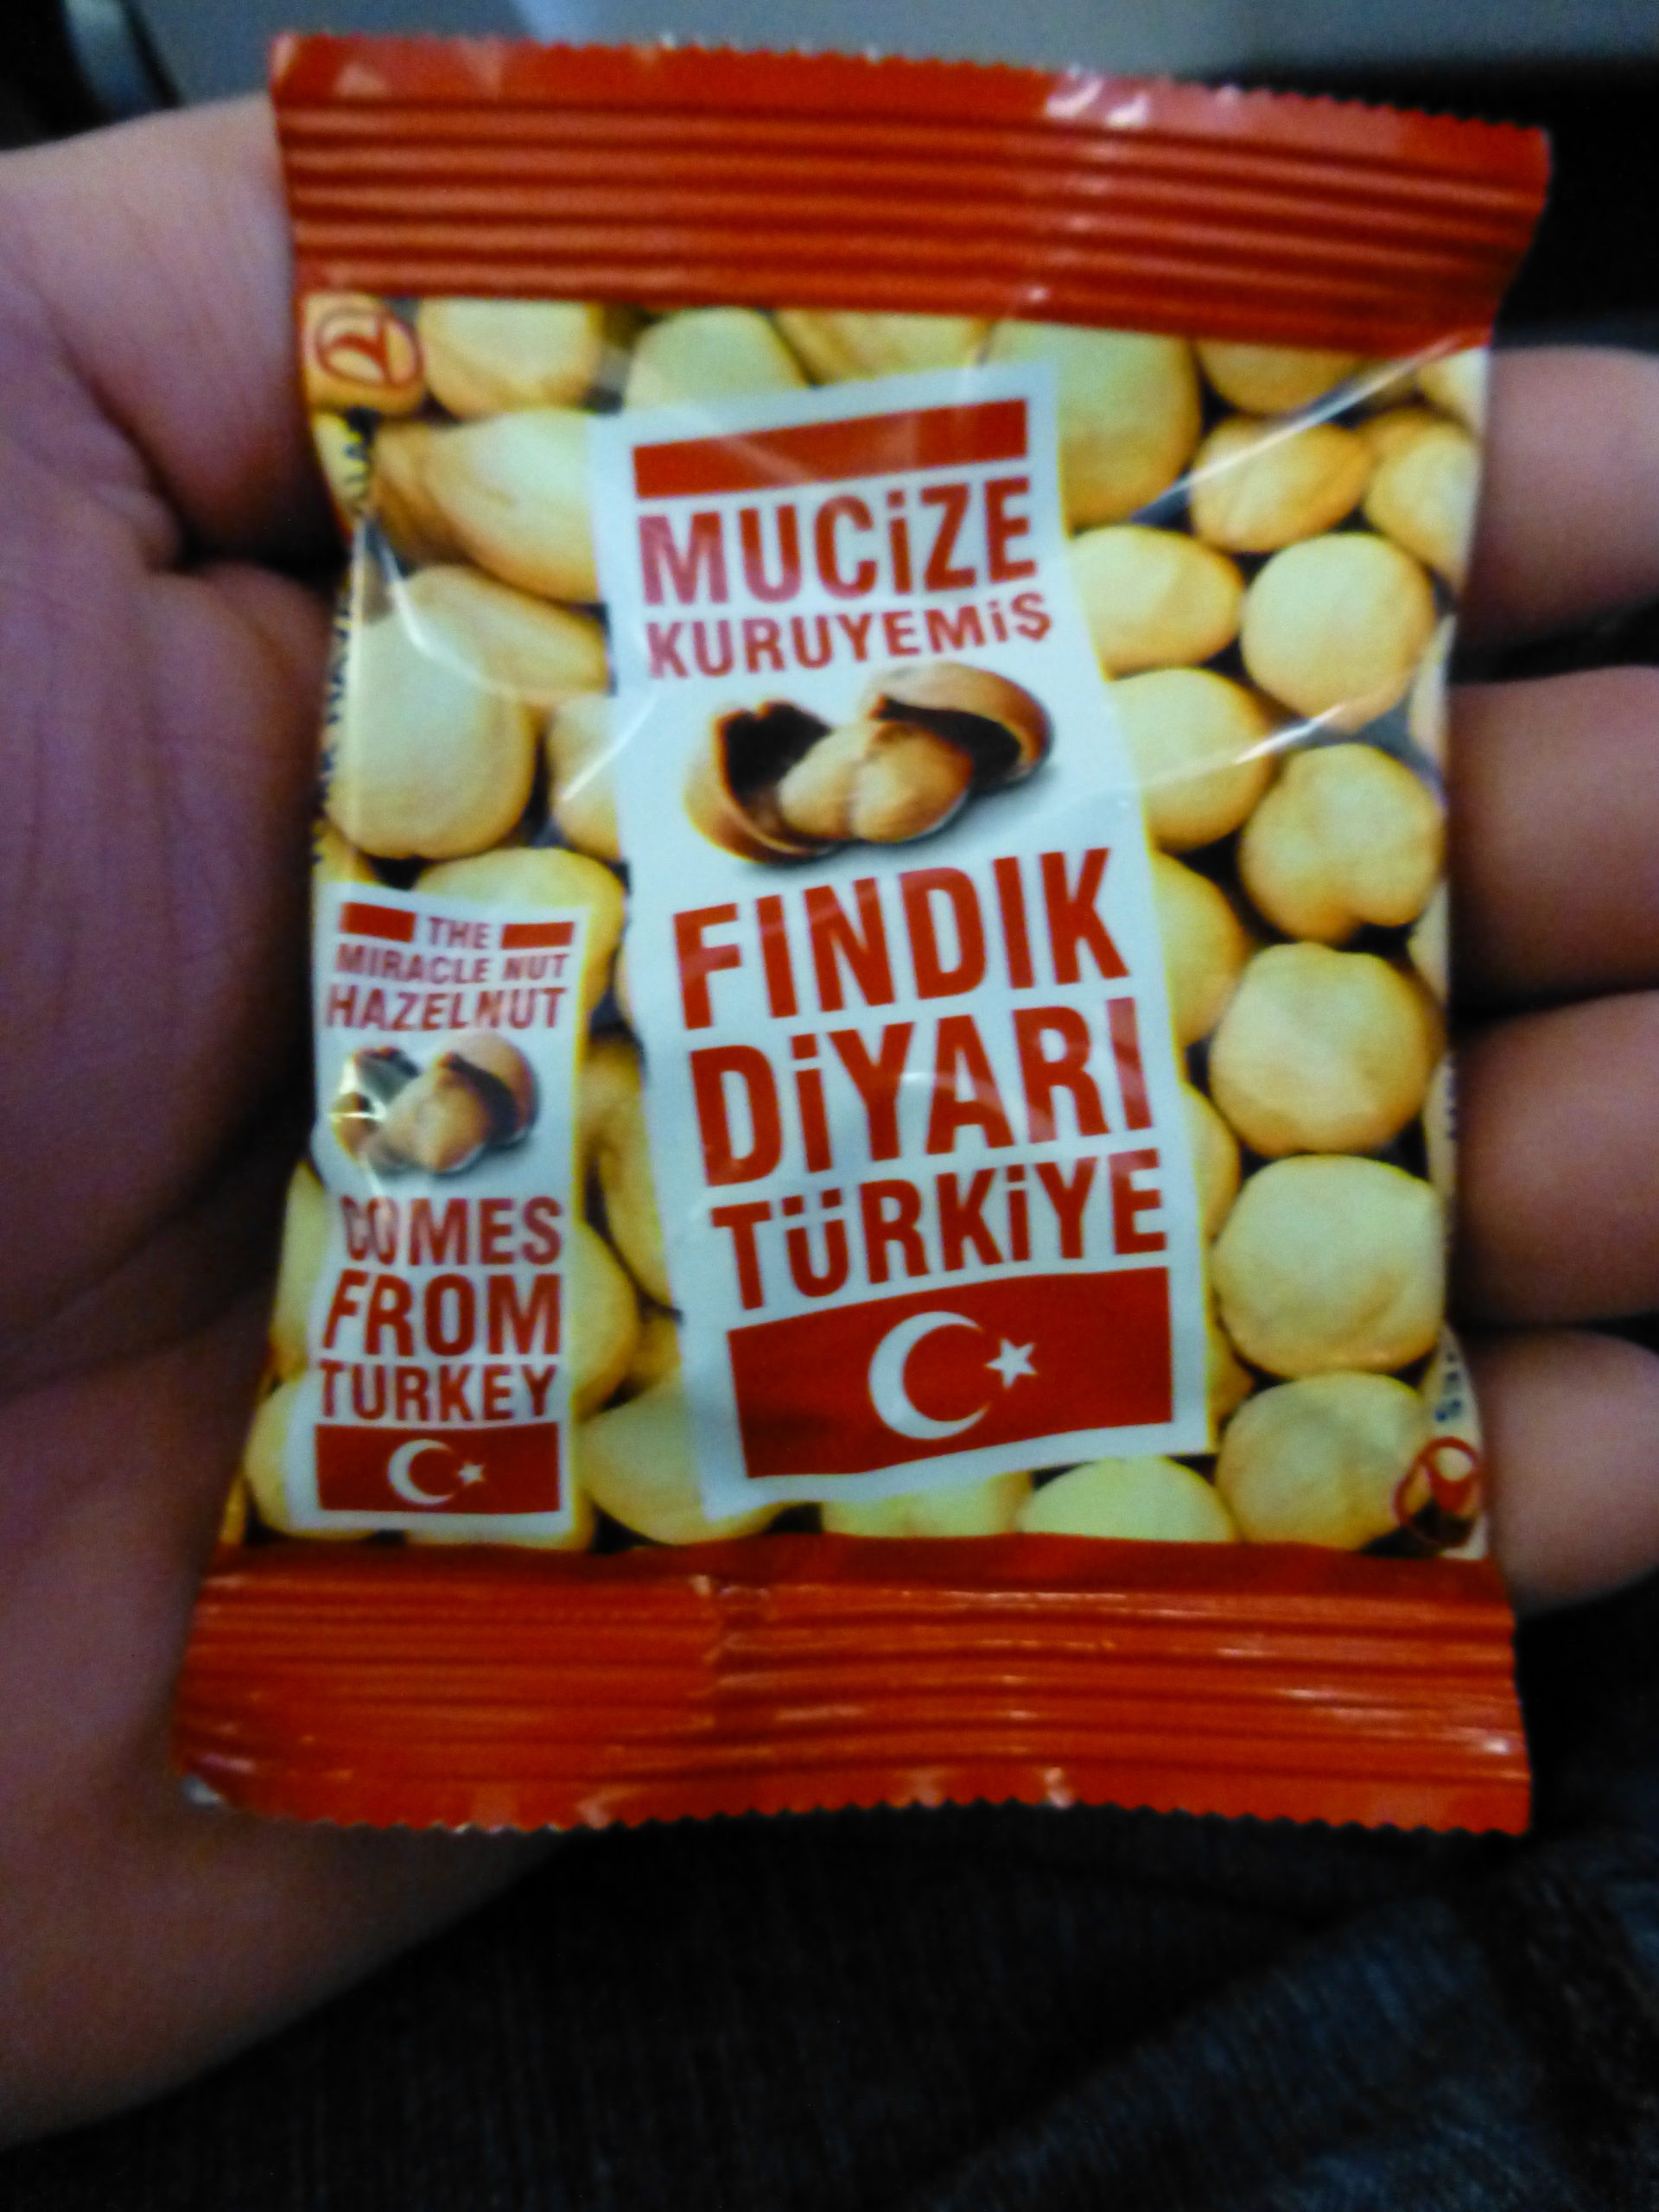 MUCiZE
KURUYEMiŞ
FINDIK
DiYARI
TÜRKiYE
THE
MIRACLE NUT
HAZELNUT
COMES
FROM
TURKEY